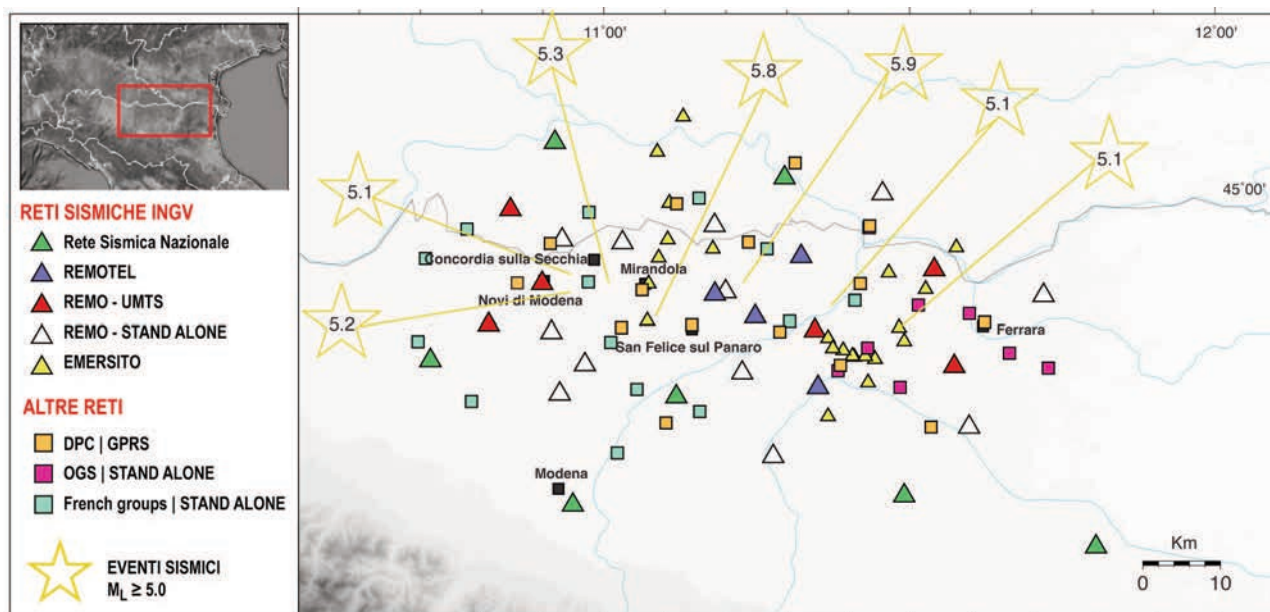 11°00'
12°00'
45°00'
5.3
5.8
5.9
5.1
5.1
5.1
5.2
Concordia sulla Secchia
Mirandola
Novi di Modena
San Felice sul Panaro
Ferrara
Modena
Km
0 10
RETI SISMICHE INGV
Rete Sismica Nazionale
REMOTEL
REMO - UMTS
REMO - STAND ALONE
EMERSITO
ALTRE RETI
DPC | GPRS
OGS | STAND ALONE
French groups | STAND ALONE
EVENTI SISMICI
ML ≥ 5.0